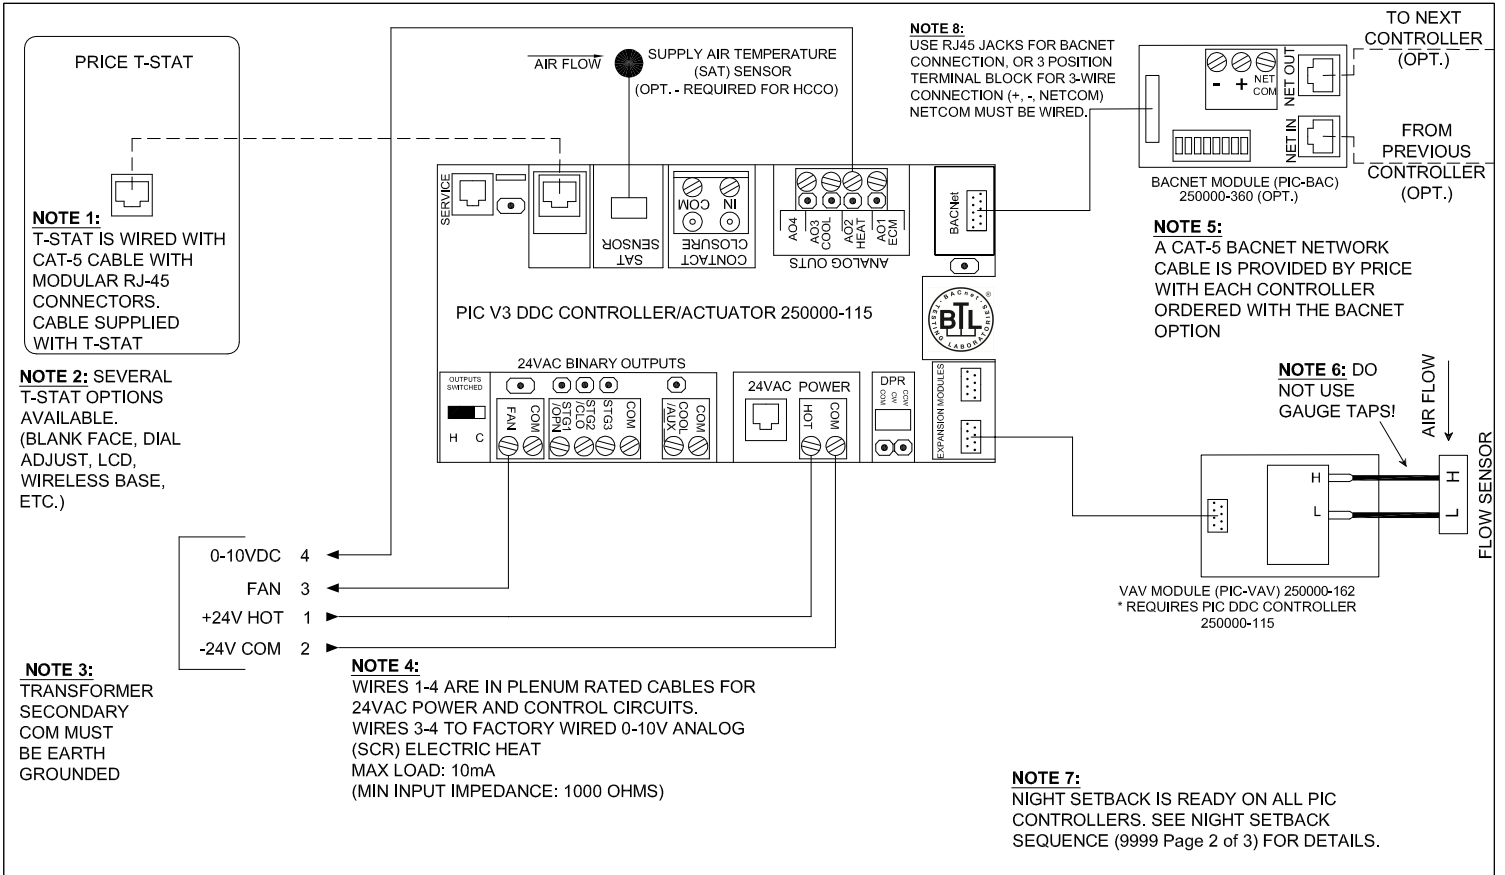 PRICE T-STAT
NOTE 1:
T-STAT IS WIRED WITH
CAT-5 CABLE WITH
MODULAR RJ-45
CONNECTORS.
CABLE SUPPLIED
WITH T-STAT
NOTE 2: SEVERAL
T-STAT OPTIONS
AVAILABLE.
(BLANK FACE, DIAL
ADJUST, LCD,
WIRELESS BASE,
ETC.)
AIR FLOW
SUPPLY AIR TEMPERATURE
(SAT) SENSOR
(OPT. - REQUIRED FOR HCCO)
NOTE 8:
USE RJ45 JACKS FOR BACNET
CONNECTION, OR 3 POSITION
TERMINAL BLOCK FOR 3-WIRE
CONNECTION (+, -, NETCOM)
NETCOM MUST BE WIRED.
- + NET
COM
NET OUT
NET IN
TO NEXT
CONTROLLER
(OPT.)
FROM
PREVIOUS
CONTROLLER
(OPT.)
BACNET MODULE (PIC-BAC)
250000-360 (OPT.)
NOTE 5:
A CAT-5 BACNET NETWORK
CABLE IS PROVIDED BY PRICE
WITH EACH CONTROLLER
ORDERED WITH THE BACNET
OPTION
SERVICE
SAT
SENSOR
COM
IN
CONTACT
CLOSURE
AO4
AO3
COOL
AO2
HEAT
AO1
ECM
ANALOG OUTS
BACNet
PIC V3 DDC CONTROLLER/ACTUATOR 250000-115
BACnet
TESTING LABORATORIES
BTL
®
24VAC BINARY OUTPUTS
OUTPUTS
SWITCHED
H C
FAN
COM
STG1
/OPN
STG2
/CLO
STG3
COM
COOL
/AUX
COM
24VAC POWER
HOT
COM
DPR
CCW
CW
COM
EXPANSION MODULES
NOTE 6: DO
NOT USE
GAUGE TAPS!
AIR FLOW
H
L
H
L
FLOW SENSOR
VAV MODULE (PIC-VAV) 250000-162
* REQUIRES PIC DDC CONTROLLER
250000-115
0-10VDC 4
FAN 3
+24V HOT 1
-24V COM 2
NOTE 3:
TRANSFORMER
SECONDARY
COM MUST
BE EARTH
GROUNDED
NOTE 4:
WIRES 1-4 ARE IN PLENUM RATED CABLES FOR
24VAC POWER AND CONTROL CIRCUITS.
WIRES 3-4 TO FACTORY WIRED 0-10V ANALOG
(SCR) ELECTRIC HEAT
MAX LOAD: 10mA
(MIN INPUT IMPEDANCE: 1000 OHMS)
NOTE 7:
NIGHT SETBACK IS READY ON ALL PIC
CONTROLLERS. SEE NIGHT SETBACK
SEQUENCE (9999 Page 2 of 3) FOR DETAILS.